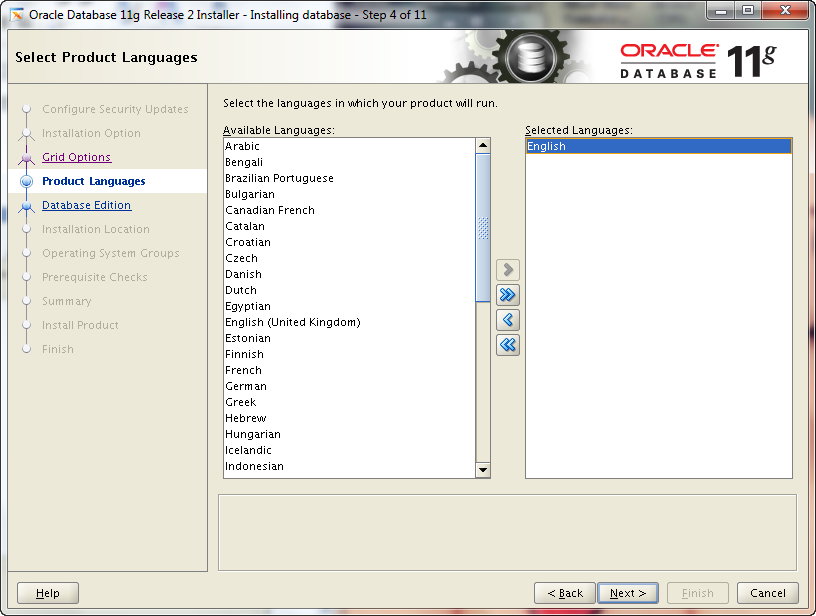 Oracle Database 11g Release 2 Installer - Installing database - Step 4 of 11
Select Product Languages
ORACLE
DATABASE
11g
Configure Security Updates
Installation Option
Grid Options
Product Languages
Database Edition
Installation Location
Operating System Groups
Prerequisite Checks
Summary
Install Product
Finish
Select the languages in which your product will run.
Available Languages:
Arabic
Bengali
Brazilian Portuguese
Bulgarian
Canadian French
Catalan
Croatian
Czech
Danish
Dutch
Egyptian
English (United Kingdom)
Estonian
Finnish
French
German
Greek
Hebrew
Hungarian
Icelandic
Indonesian
Selected Languages:
English
Help
< Back
Next >
Finish
Cancel